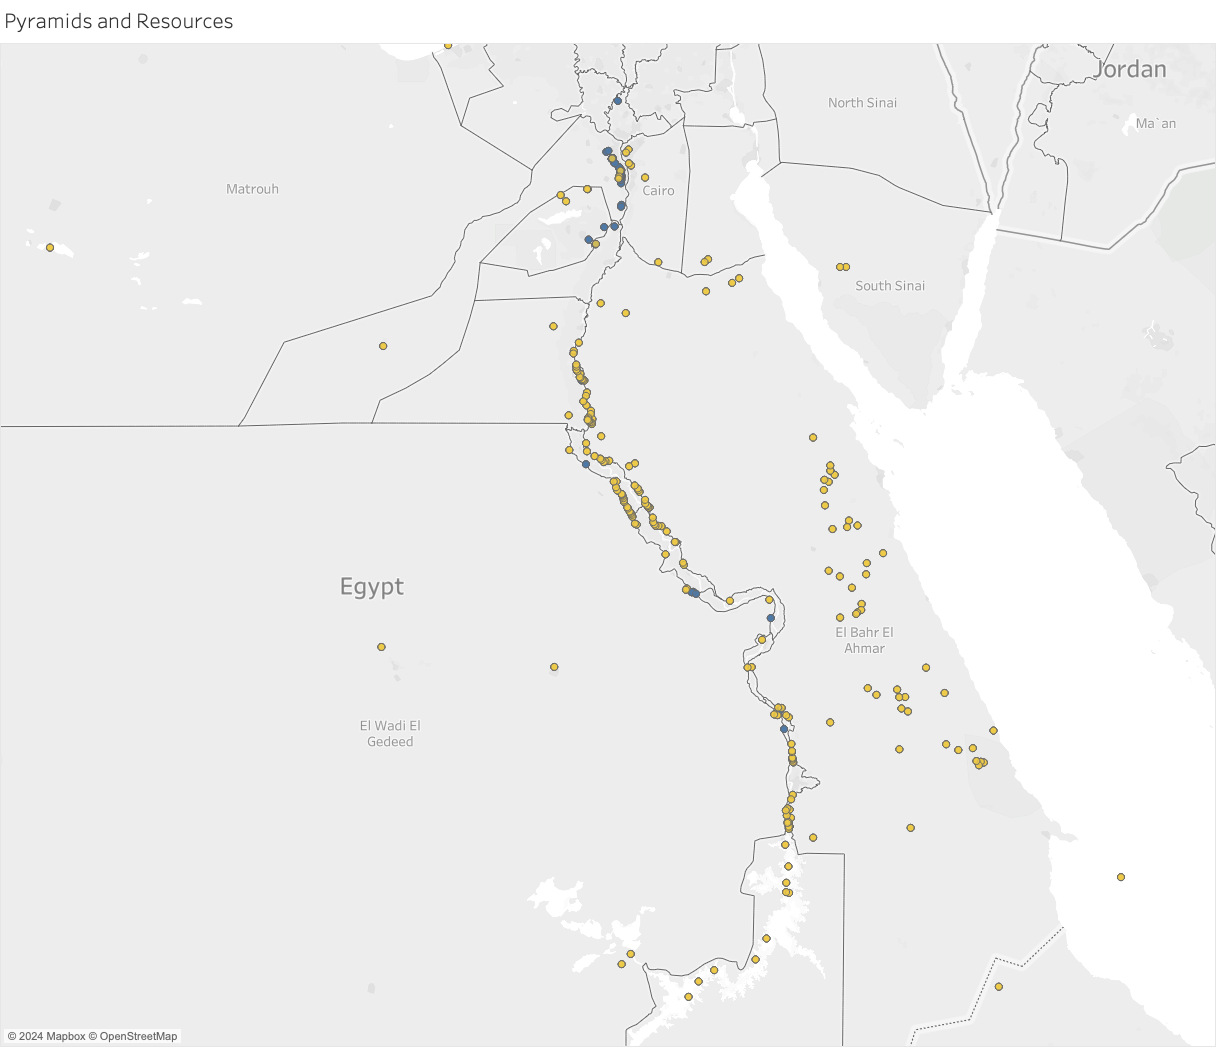 Pyramids and Resources
Jordan
North Sinai
Ma`an
Matrouh
Cairo
South Sinai
Egypt
El Bahr El
Ahmar
El Wadi El
Gedeed
© 2024 Mapbox © OpenStreetMap